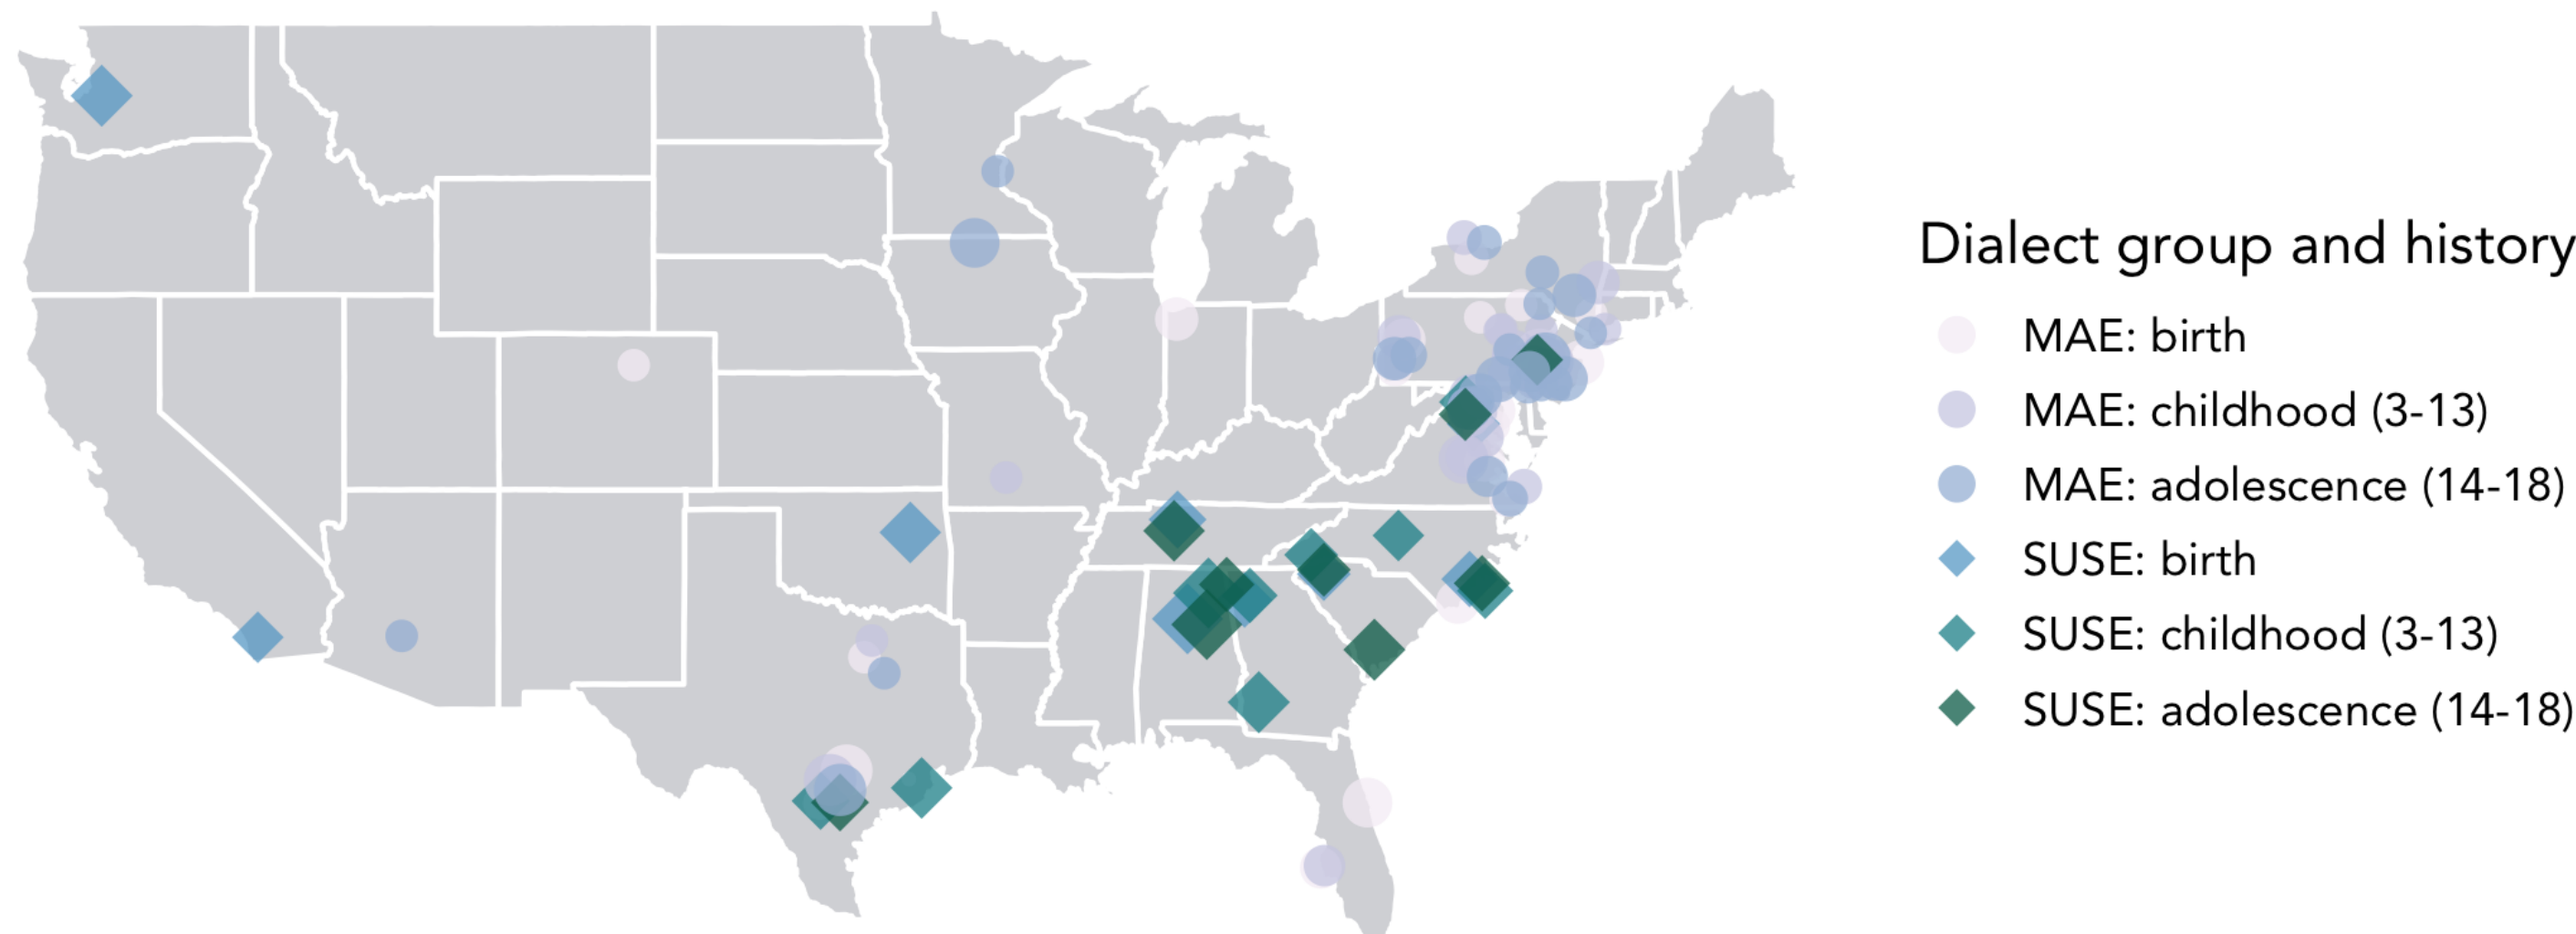 Dialect group and history
MAE: birth
MAE: childhood (3-13)
MAE: adolescence (14-18)
SUSE: birth
SUSE: childhood (3-13)
SUSE: adolescence (14-18)